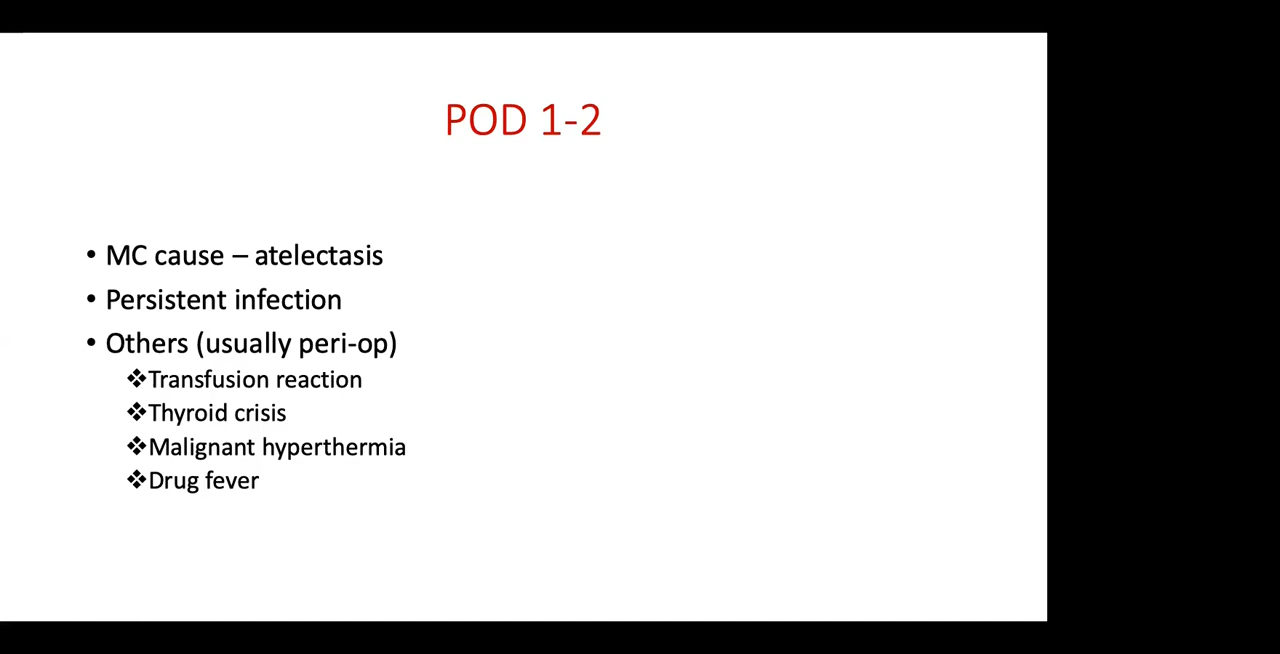 POD 1-2
• MC cause – atelectasis
• Persistent infection
• Others (usually peri-op)
❖Transfusion reaction
❖Thyroid crisis
❖Malignant hyperthermia
❖Drug fever